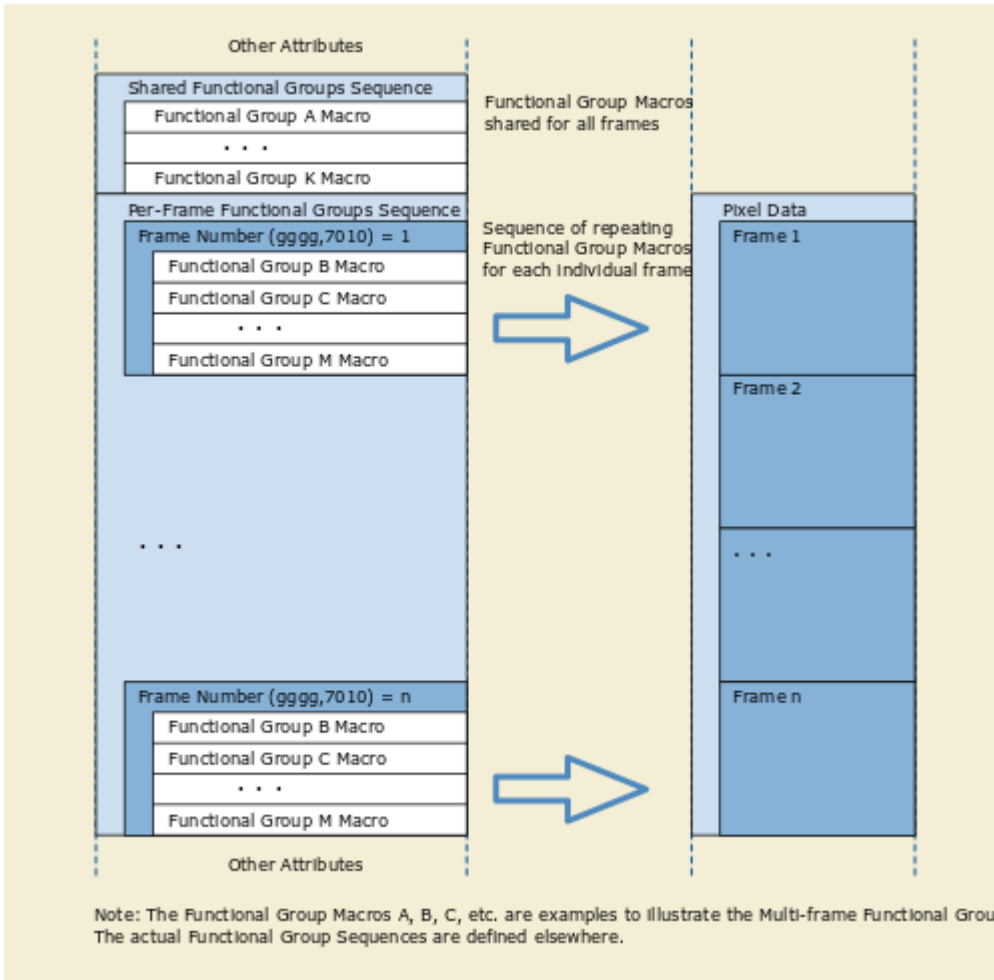 Other Attributes
Shared Functional Groups Sequence
Functional Group A Macro
. . .
Functional Group K Macro
Functional Group Macros
shared for all frames
Per-Frame Functional Groups Sequence
Frame Number (gggg,7010) = 1
Functional Group B Macro
Functional Group C Macro
. . .
Functional Group M Macro
Sequence of repeating
Functional Group Macros
for each individual frame
Pixel Data
Frame 1
Frame 2
. . .
. . .
Frame Number (gggg,7010) = n
Functional Group B Macro
Functional Group C Macro
. . .
Functional Group M Macro
Frame n
Other Attributes
Note: The Functional Group Macros A, B, C, etc. are examples to illustrate the Multi-frame Functional Grou
The actual Functional Group Sequences are defined elsewhere.